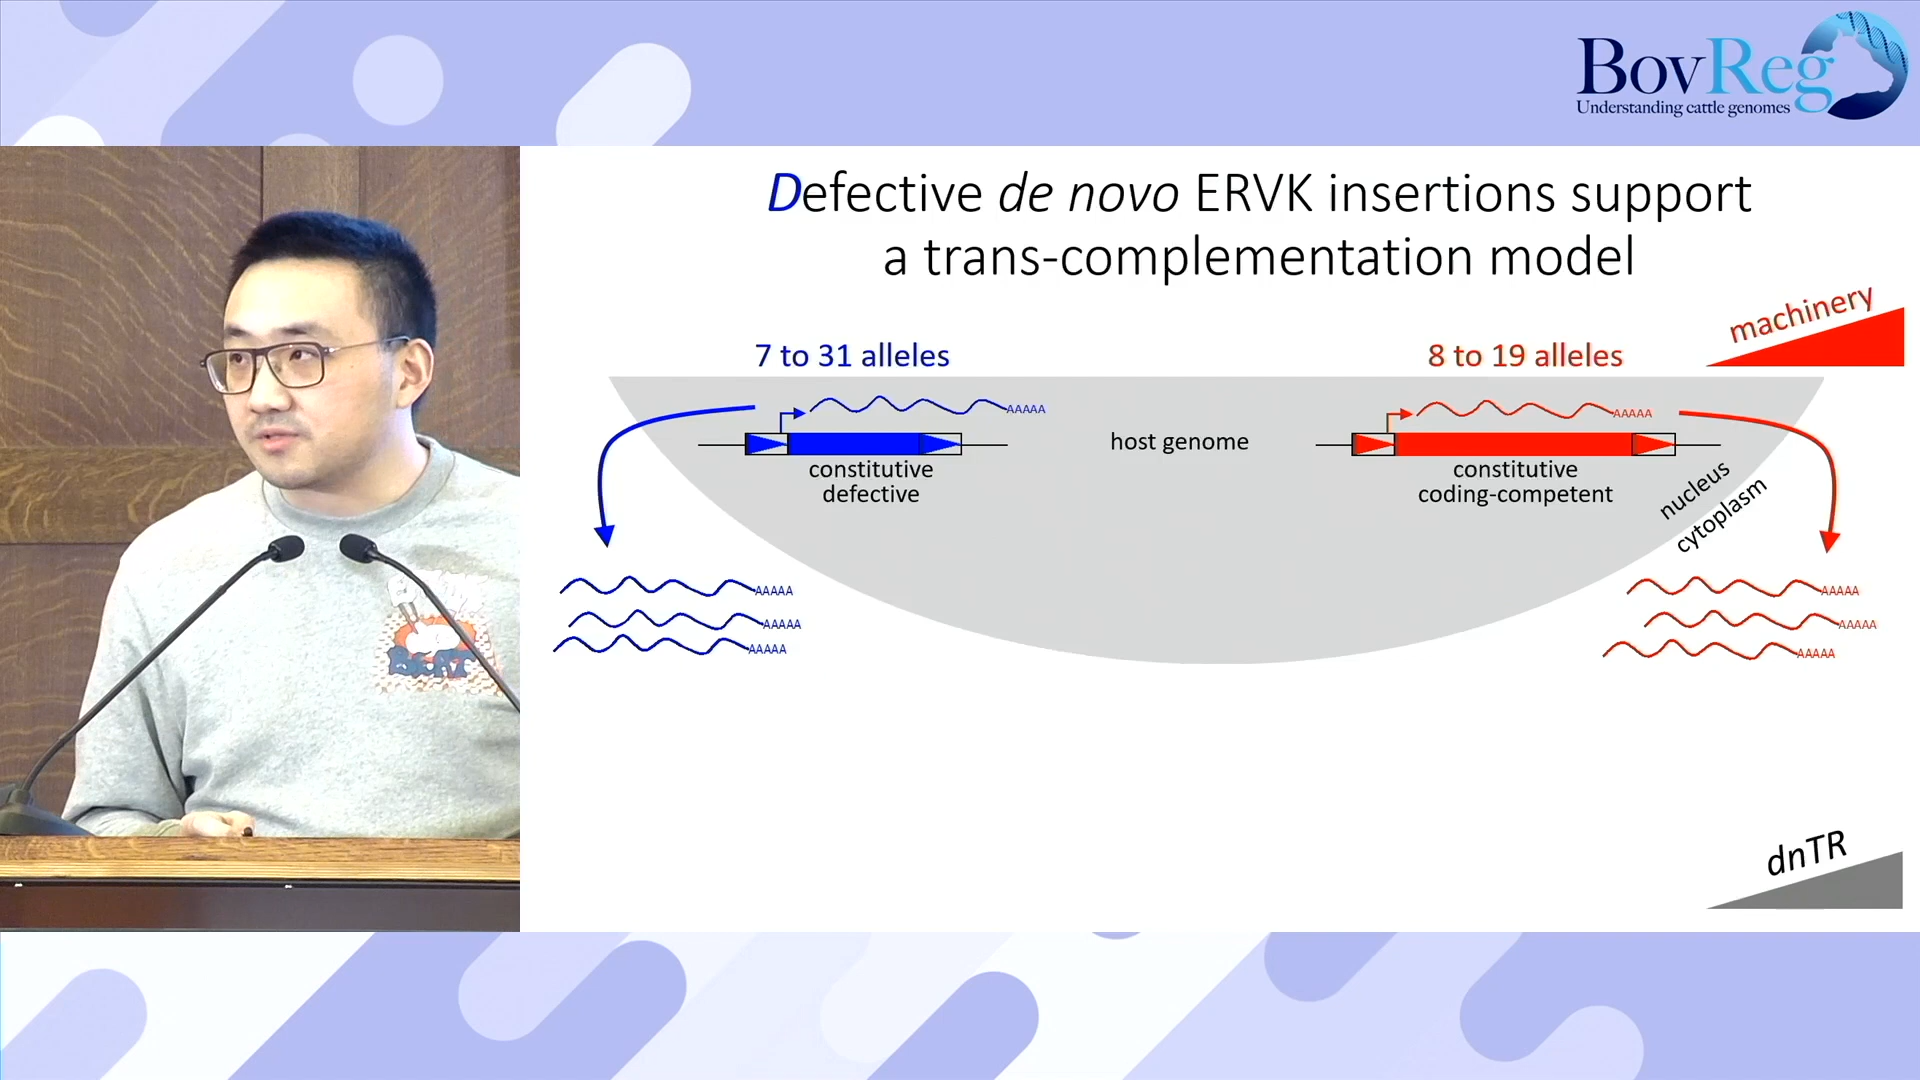 BovReg
Understanding cattle genomes
Defective de novo ERVK insertions support
a trans-complementation model
machinery
7 to 31 alleles
8 to 19 alleles
AAAAA
AAAAA
host genome
constitutive
defective
constitutive
coding-competent
nucleus
cytoplasm
AAAAA
AAAAA
AAAAA
AAAAA
AAAAA
AAAAA
dnTR